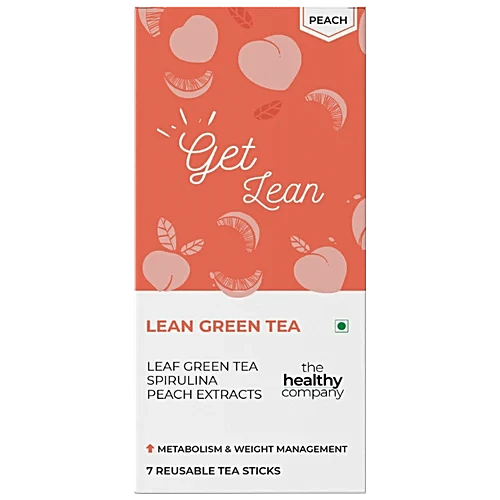 PEACH
Get
Lean
LEAN GREEN TEA
LEAF GREEN TEA
SPIRULINA
PEACH EXTRACTS
the
healthy
company
METABOLISM & WEIGHT MANAGEMENT
7 REUSABLE TEA STICKS